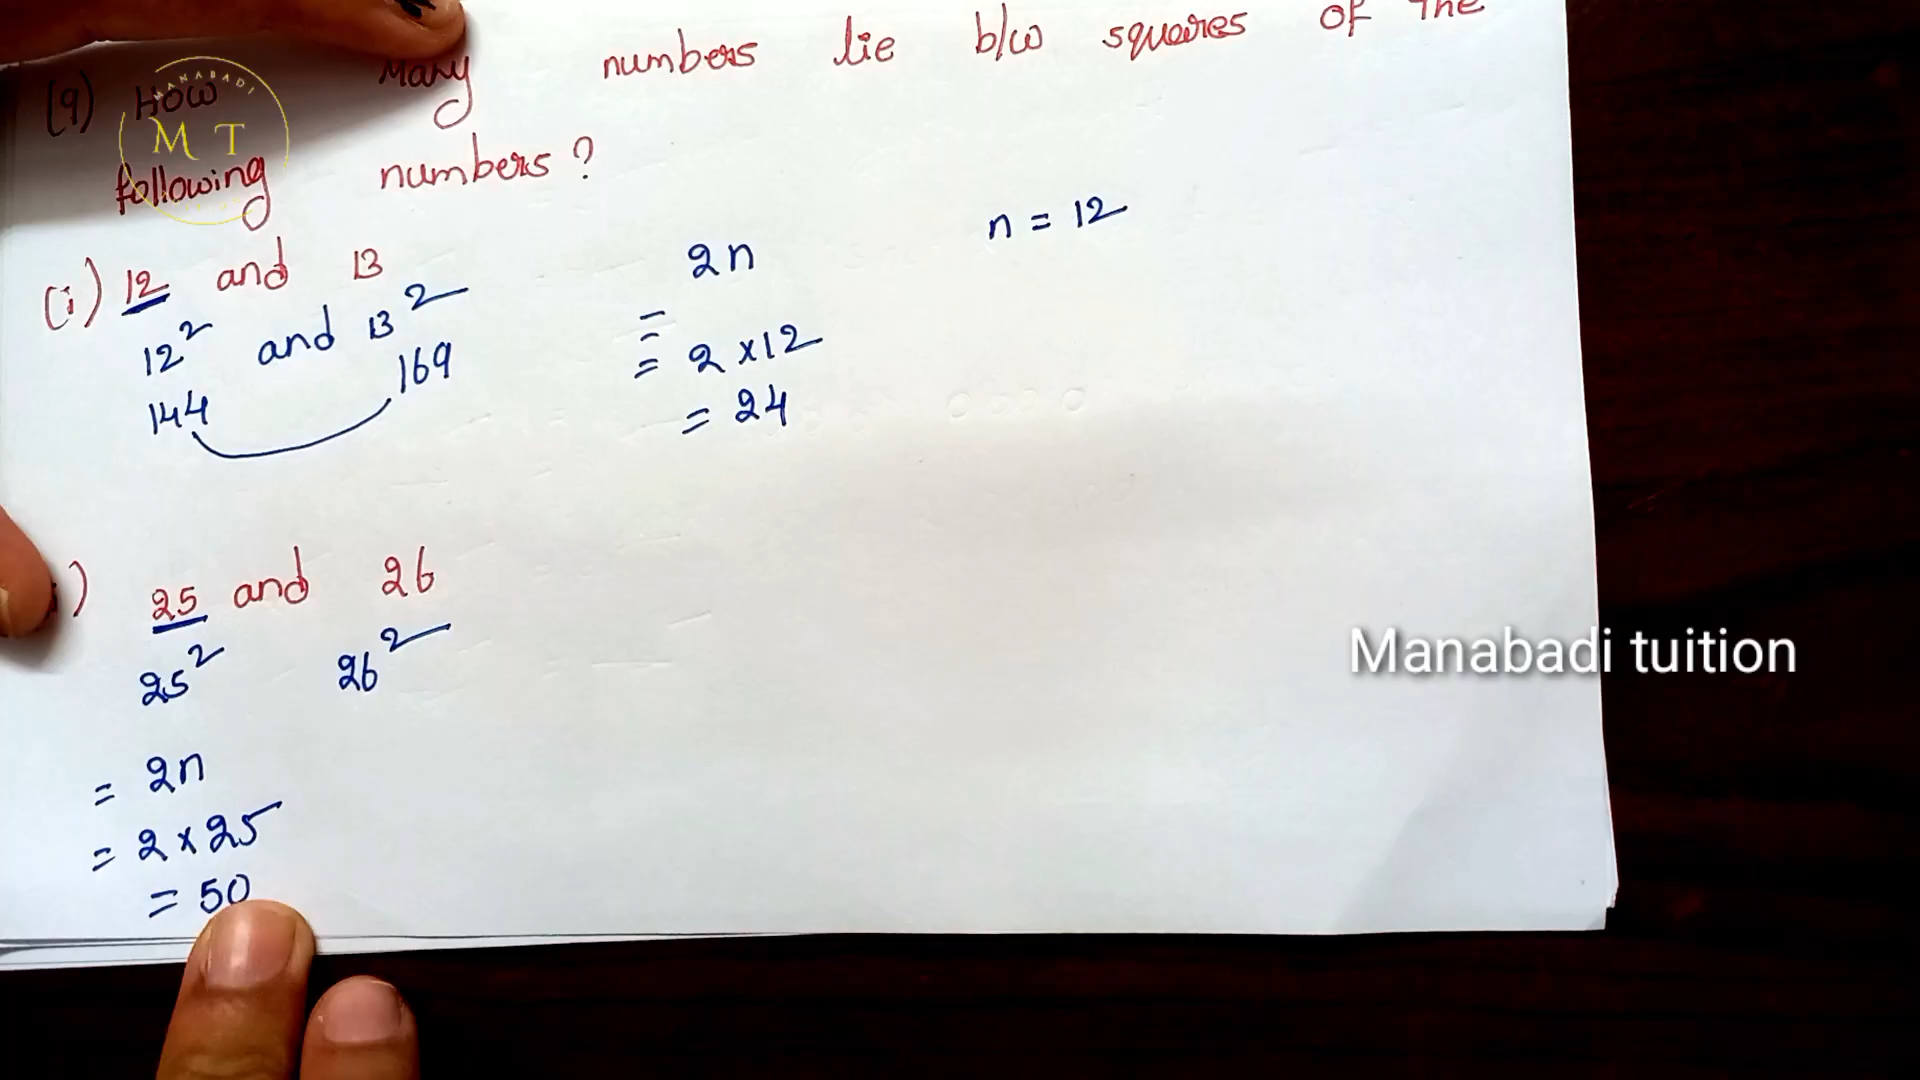 (9) How Many numbers lie b/w squares of the
following numbers?
MANABADI
M T
(i) 12 and 13
12² and 13²
144 169
2n
=
= 2 × 12
= 24
n = 12
) 25 and 26
25² 26²
= 2n
= 2 × 25
= 50
Manabadi tuition